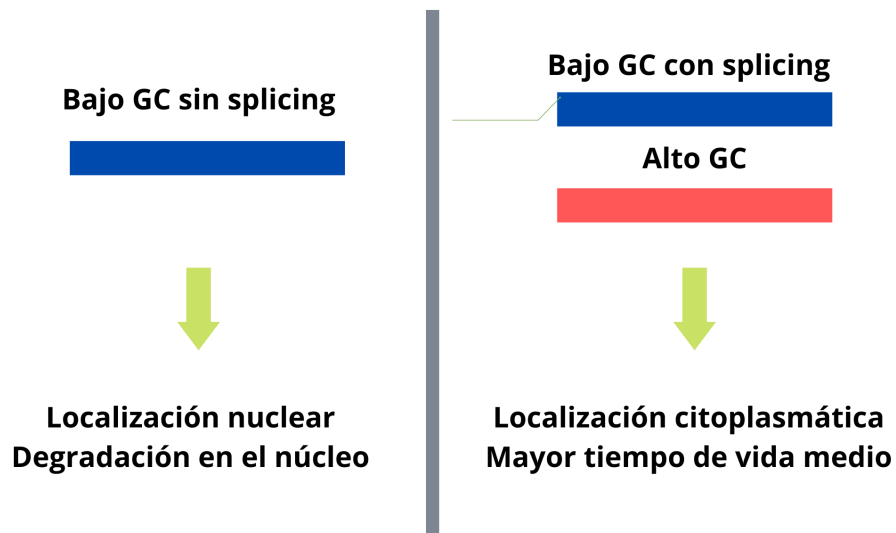 Bajo GC sin splicing
Localización nuclear
Degradación en el núcleo
Bajo GC con splicing
Alto GC
Localización citoplasmática
Mayor tiempo de vida medio